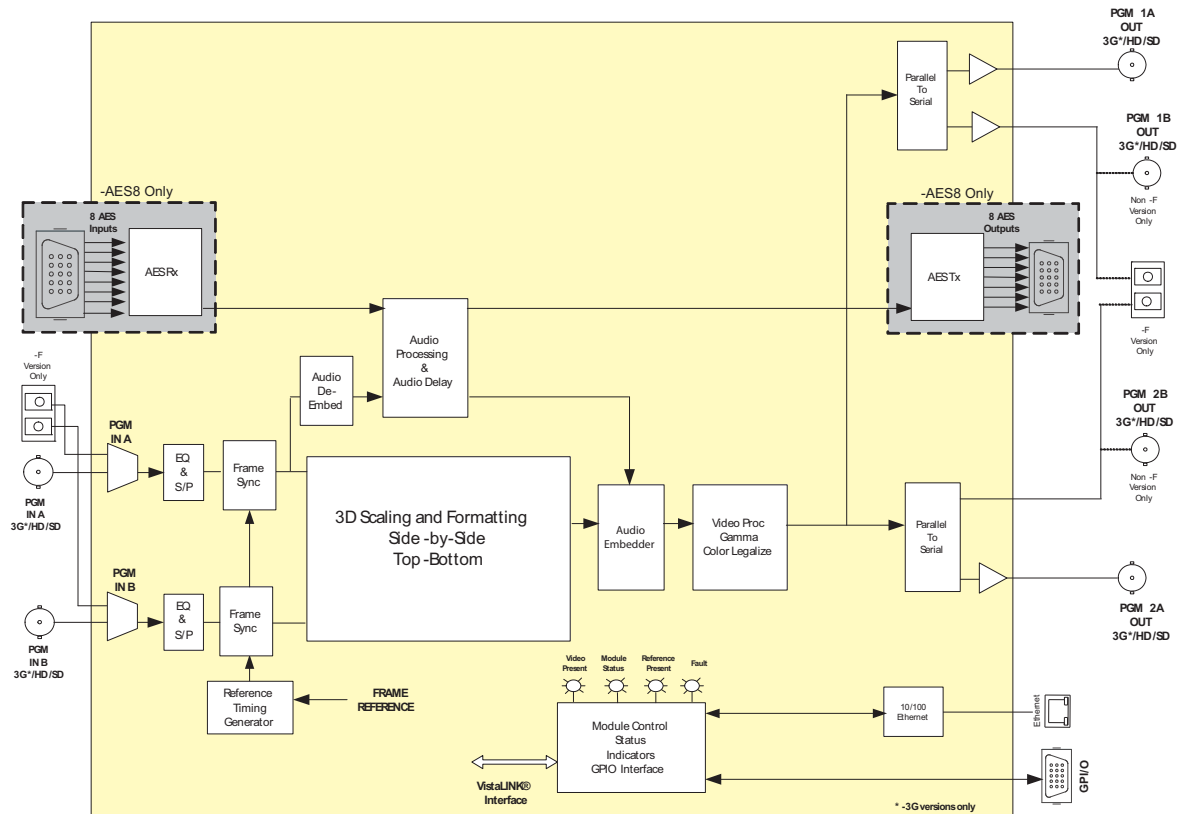 PGM 1A
OUT
3G*/HD/SD
Parallel
To
Serial
PGM 1B
OUT
3G*/HD/SD
Non -F
Version
Only
-AES8 Only
8 AES
Inputs
AES Rx
-AES8 Only
8 AES
Outputs
AES Tx
-F
Version
Only
Audio
Processing
&
Audio Delay
Audio
De-
Embed
-F
Version
Only
PGM
IN A
EQ
&
S/P
Frame
Sync
PGM
IN A
3G*/HD/SD
3D Scaling and Formatting
Side -by-Side
Top -Bottom
Audio
Embedder
Video Proc
Gamma
Color Legalize
PGM 2B
OUT
3G*/HD/SD
Non -F
Version
Only
Parallel
To
Serial
PGM
IN B
EQ
&
S/P
Frame
Sync
PGM
IN B
3G*/HD/SD
PGM 2A
OUT
3G*/HD/SD
Reference
Timing
Generator
FRAME
REFERENCE
Video
Present
Module
Status
Reference
Present
Fault
Module Control
Status
Indicators
GPIO Interface
10/100
Ethernet
Ethernet
VistaLINK®
Interface
GPI/O
* -3G versions only